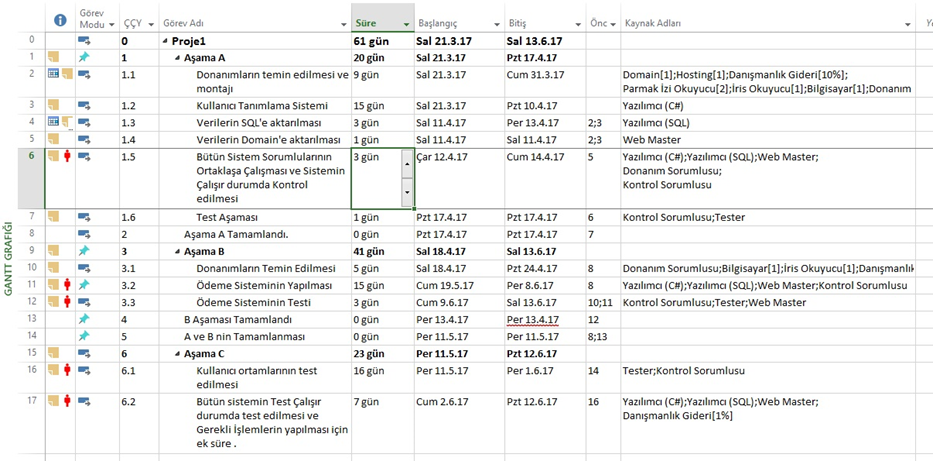 Görev
Modu ÇÇY Görev Adı Süre Başlangıç Bitiş Önc Kaynak Adları
0 0 Proje1 61 gün Sal 21.3.17 Sal 13.6.17
1 1 Aşama A 20 gün Sal 21.3.17 Pzt 17.4.17
2 1.1 Donanımların temin edilmesi ve montajı 9 gün Sal 21.3.17 Cum 31.3.17 Domain[1];Hosting[1];Danışmanlık Gideri[10%];
Parmak İzi Okuyucu[2];İris Okuyucu[1];Bilgisayar[1];Donanım
3 1.2 Kullanıcı Tanımlama Sistemi 15 gün Sal 21.3.17 Pzt 10.4.17 Yazılımcı (C#)
4 1.3 Verilerin SQL'e aktarılması 3 gün Sal 11.4.17 Per 13.4.17 2;3 Yazılımcı (SQL)
5 1.4 Verilerin Domain'e aktarılması 1 gün Sal 11.4.17 Sal 11.4.17 2;3 Web Master
6 1.5 Bütün Sistem Sorumlularının 3 gün Çar 12.4.17 Cum 14.4.17 5 Yazılımcı (C#);Yazılımcı (SQL);Web Master;
Ortaklaşa Çalışması ve Sistemin Donanım Sorumlusu;
Çalışır durumda Kontrol Kontrol Sorumlusu
edilmesi
7 1.6 Test Aşaması 1 gün Pzt 17.4.17 Pzt 17.4.17 6 Kontrol Sorumlusu;Tester
8 2 Aşama A Tamamlandı. 0 gün Pzt 17.4.17 Pzt 17.4.17 7
9 3 Aşama B 41 gün Sal 18.4.17 Sal 13.6.17
10 3.1 Donanımların Temin Edilmesi 5 gün Sal 18.4.17 Pzt 24.4.17 8 Donanım Sorumlusu;Bilgisayar[1];İris Okuyucu[1];Danışmanlık
11 3.2 Ödeme Sisteminin Yapılması 15 gün Cum 19.5.17 Per 8.6.17 8 Yazılımcı (C#);Yazılımcı (SQL);Web Master;Kontrol Sorumlusu
12 3.3 Ödeme Sisteminin Testi 3 gün Cum 9.6.17 Sal 13.6.17 10;11 Kontrol Sorumlusu;Tester;Web Master
13 4 B Aşaması Tamamlandı 0 gün Per 13.4.17 Per 13.4.17 12
14 5 A ve B nin Tamamlanması 0 gün Per 11.5.17 Per 11.5.17 8;13
15 6 Aşama C 23 gün Per 11.5.17 Pzt 12.6.17
16 6.1 Kullanıcı ortamlarının test 16 gün Per 11.5.17 Per 1.6.17 14 Tester;Kontrol Sorumlusu
edilmesi
17 6.2 Bütün sistemin Test Çalışır 7 gün Cum 2.6.17 Pzt 12.6.17 16 Yazılımcı (C#);Yazılımcı (SQL);Web Master;
durumda test edilmesi ve Danışmanlık Gideri[1%]
Gerekli İşlemlerin yapılması için
ek süre .
GANTT GRAFİĞİ